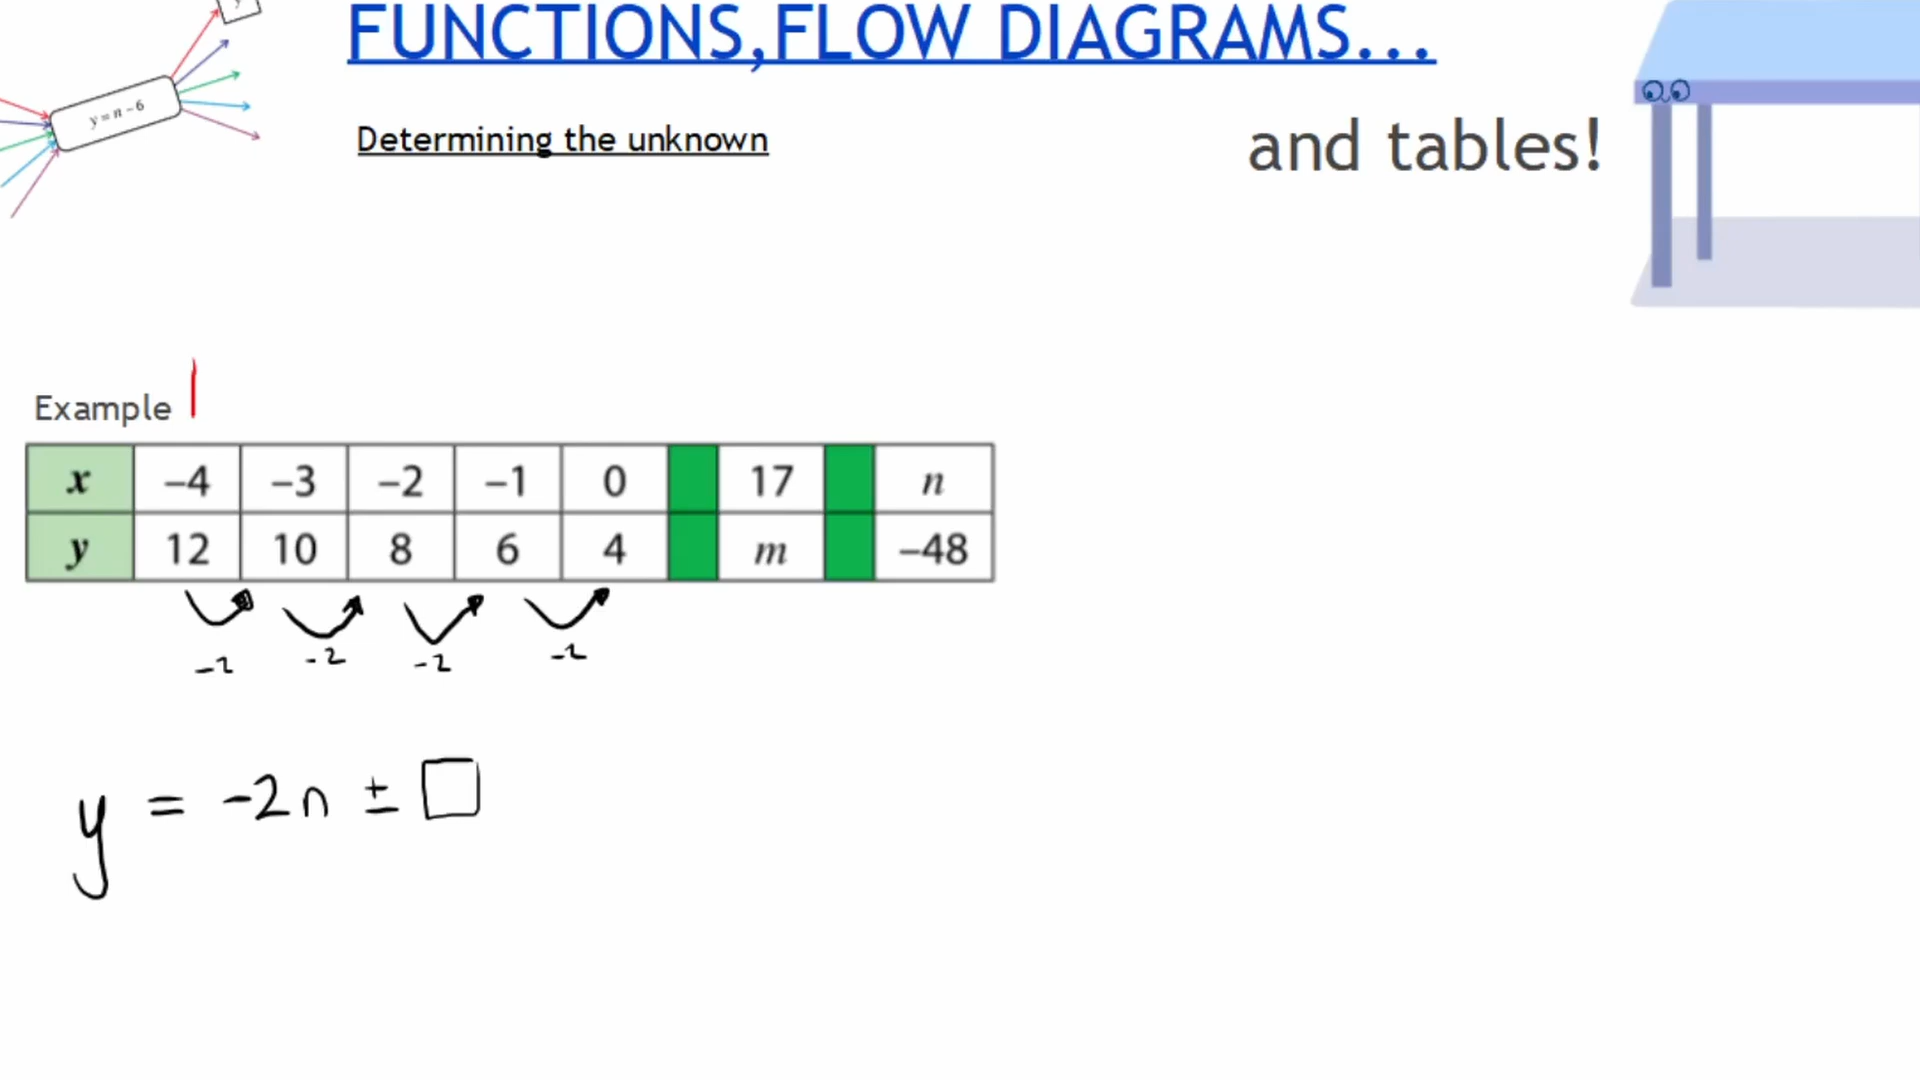 FUNCTIONS,FLOW DIAGRAMS...
y = n - 6
Determining the unknown
and tables!
Example 1
x –4 –3 –2 –1 0 17 n
y 12 10 8 6 4 m –48
-2 -2 -2 -2
y = -2n ± □